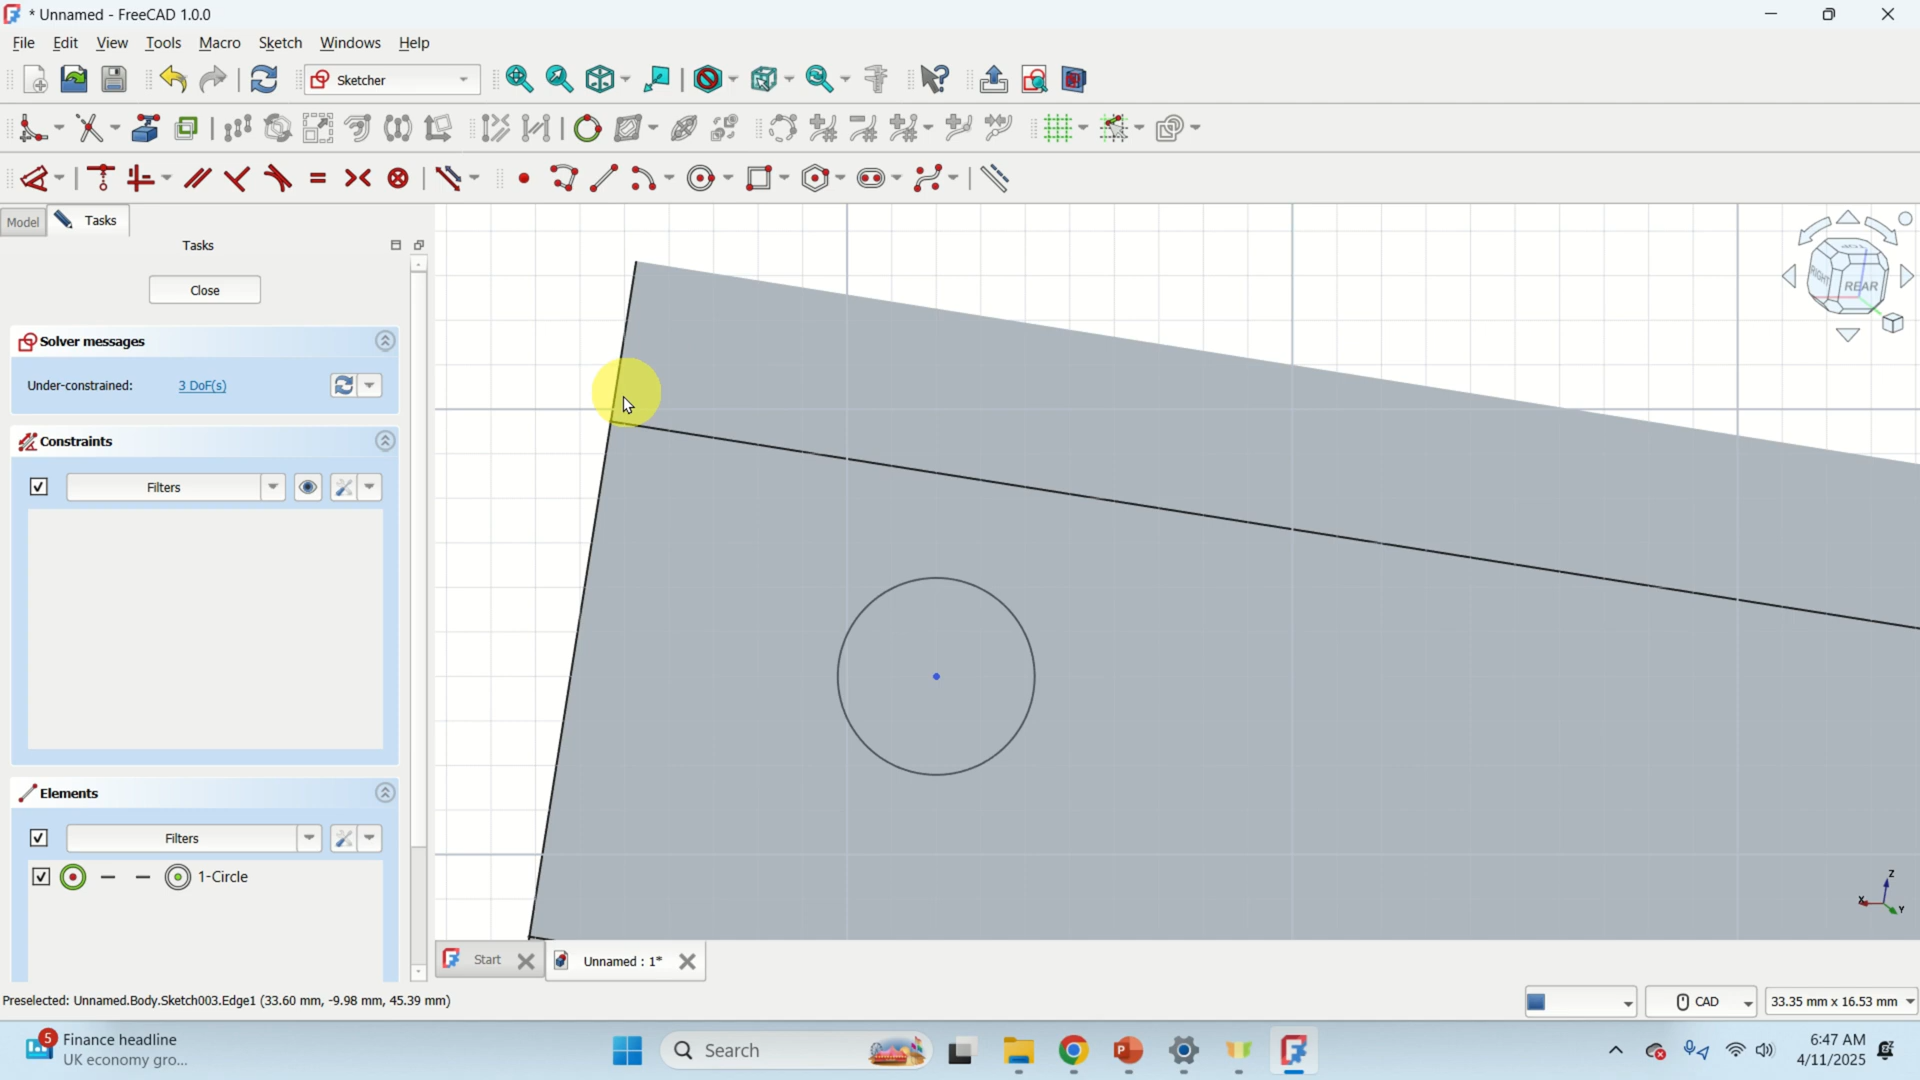 * Unnamed - FreeCAD 1.0.0
File Edit View Tools Macro Sketch Windows Help
Sketcher
Model Tasks
Tasks
Close
Solver messages
Under-constrained: 3 DoF(s)
Constraints
Filters
Elements
Filters
1-Circle
RIGHT REAR
Z
X Y
Start Unnamed : 1*
Preselected: Unnamed.Body.Sketch003.Edge1 (33.60 mm, -9.98 mm, 45.39 mm)
CAD 33.35 mm x 16.53 mm
5 Finance headline
UK economy gro...
Search
6:47 AM
4/11/2025